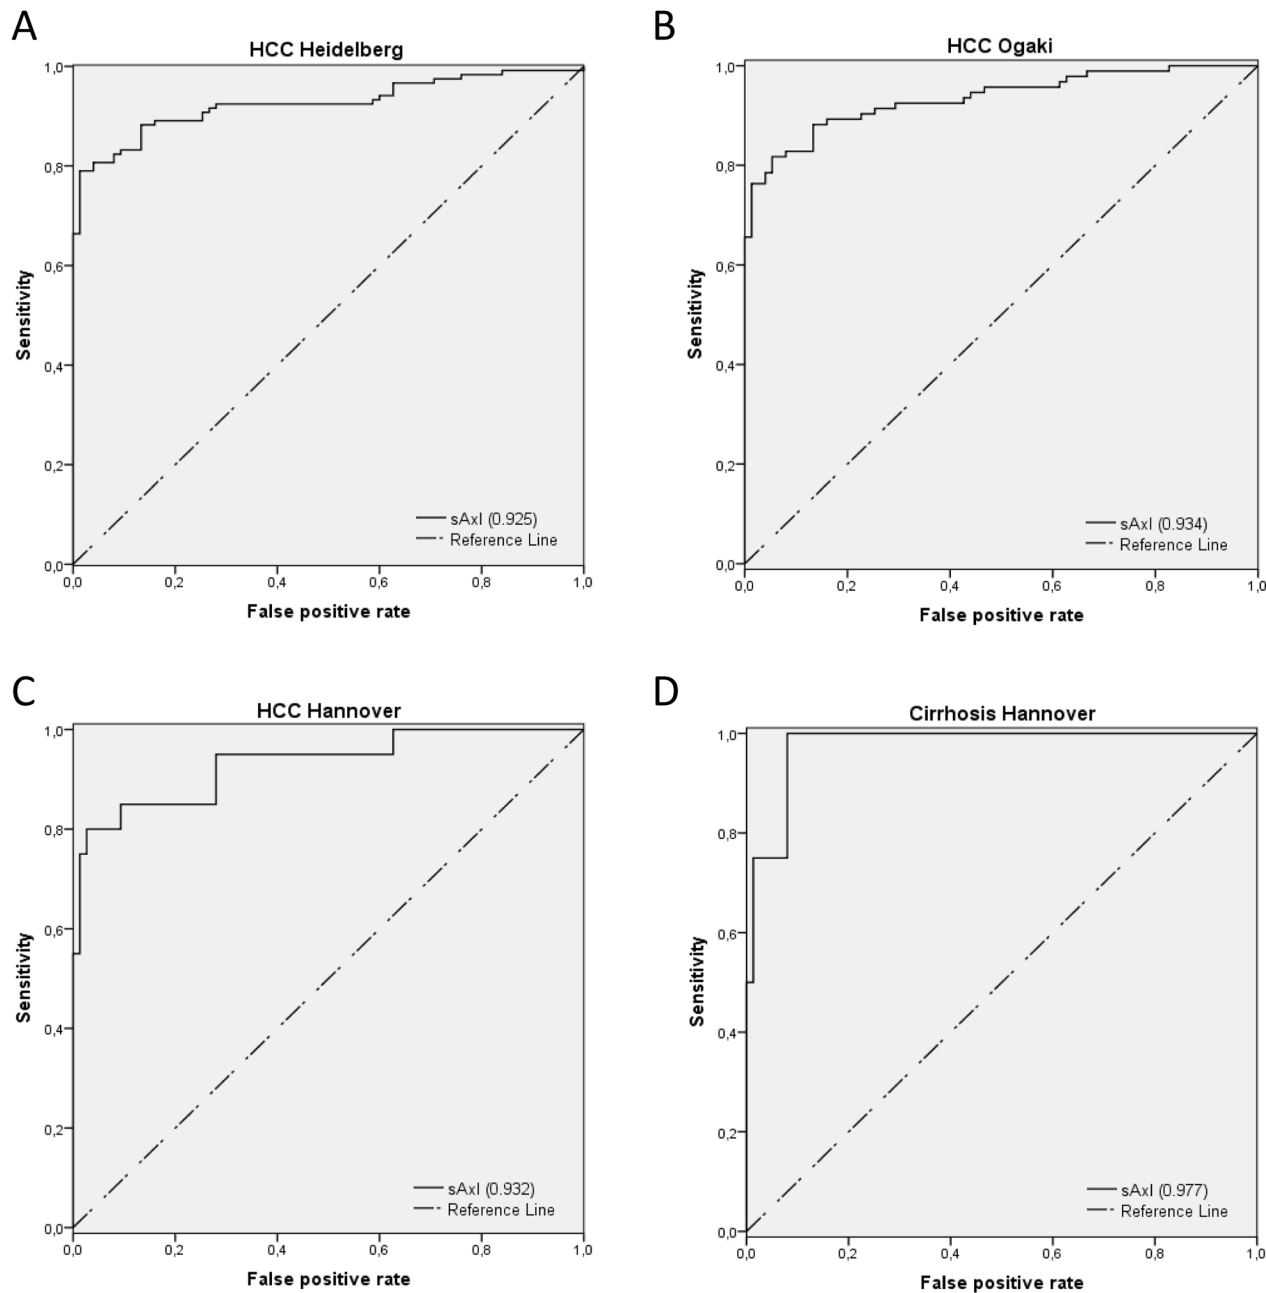 A
HCC Heidelberg
1,0
0,8
0,6
0,4
0,2
0,0
Sensitivity
sAxl (0.925)
Reference Line
0,0 0,2 0,4 0,6 0,8 1,0
False positive rate
B
HCC Ogaki
1,0
0,8
0,6
0,4
0,2
0,0
Sensitivity
sAxl (0.934)
Reference Line
0,0 0,2 0,4 0,6 0,8 1,0
False positive rate
C
HCC Hannover
1,0
0,8
0,6
0,4
0,2
0,0
Sensitivity
sAxl (0.932)
Reference Line
0,0 0,2 0,4 0,6 0,8 1,0
False positive rate
D
Cirrhosis Hannover
1,0
0,8
0,6
0,4
0,2
0,0
Sensitivity
sAxl (0.977)
Reference Line
0,0 0,2 0,4 0,6 0,8 1,0
False positive rate